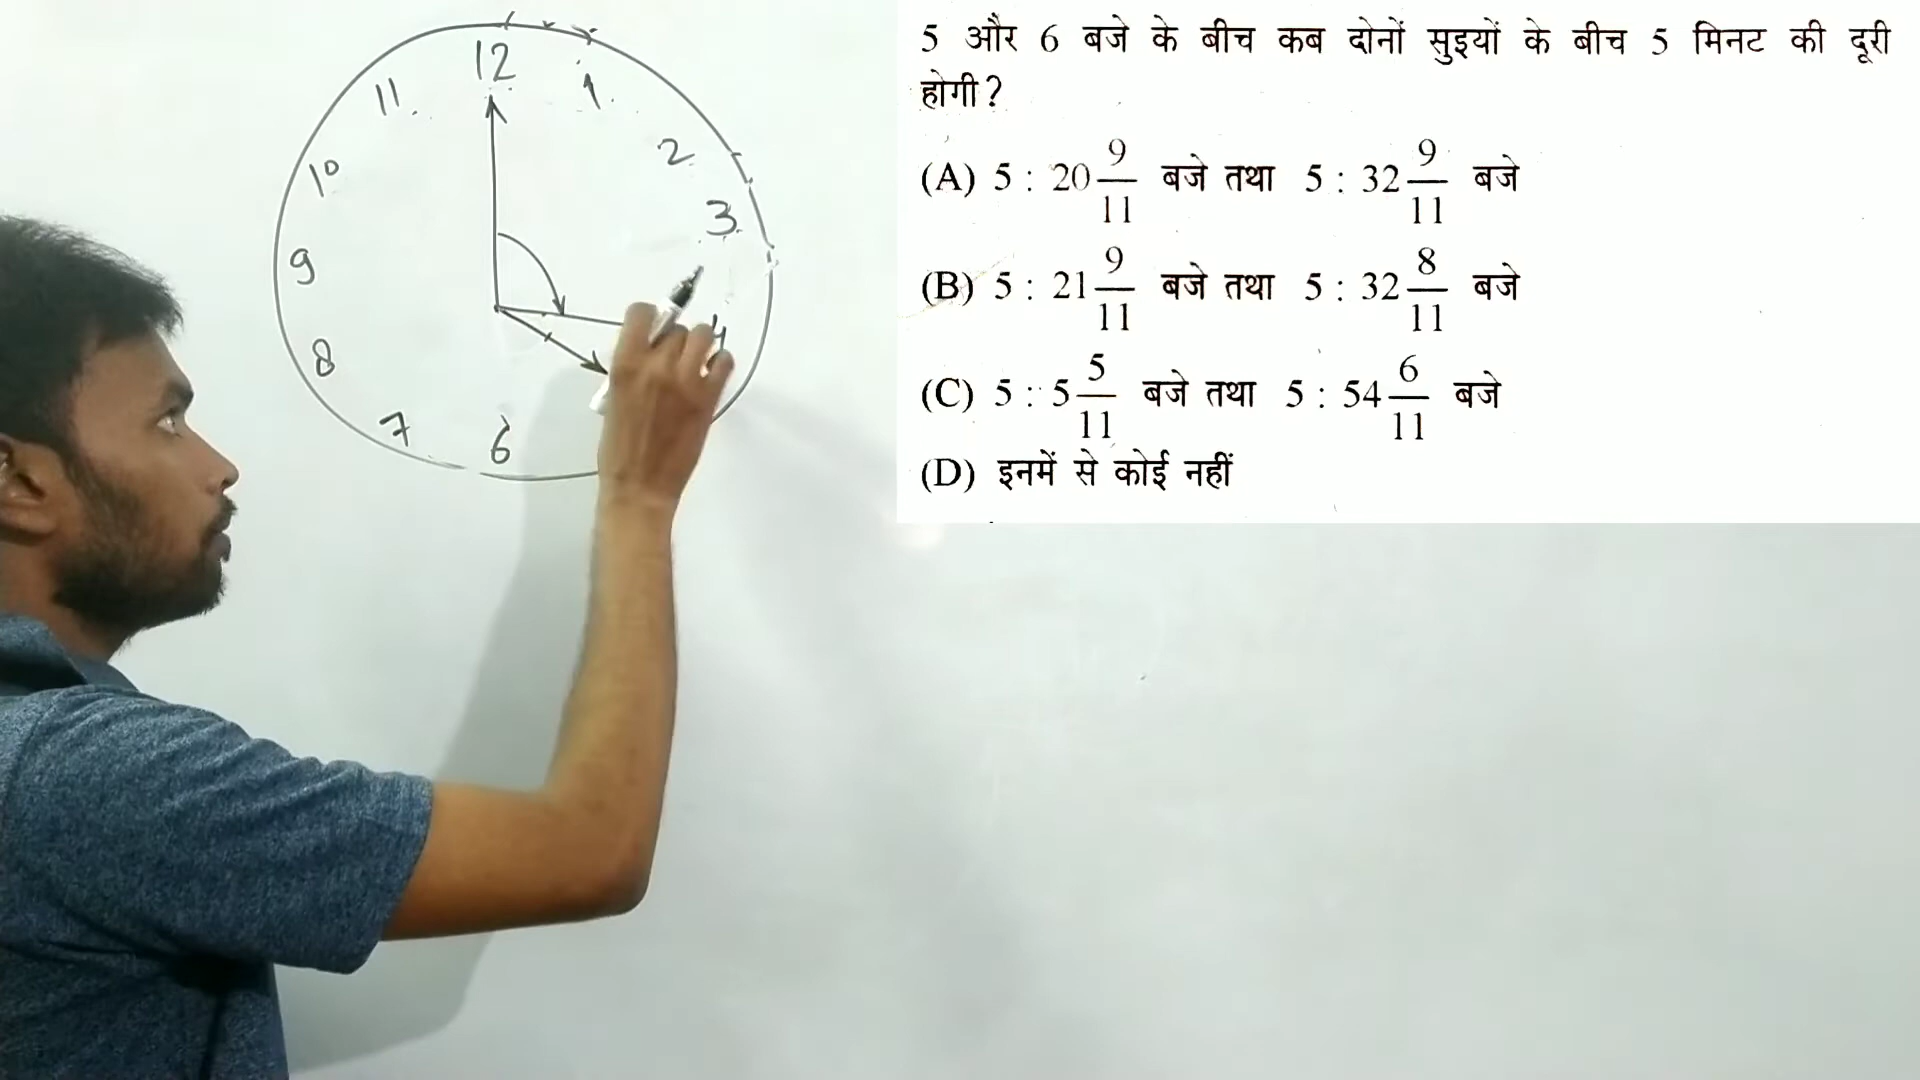 12
11
1
10
2
9
3
8
4
7
6
5 और 6 बजे के बीच कब दोनों सुइयों के बीच 5 मिनट की दूरी
होगी?
(A) 5 : 20 9/11 बजे तथा 5 : 32 9/11 बजे
(B) 5 : 21 9/11 बजे तथा 5 : 32 8/11 बजे
(C) 5 : 5 5/11 बजे तथा 5 : 54 6/11 बजे
(D) इनमें से कोई नहीं